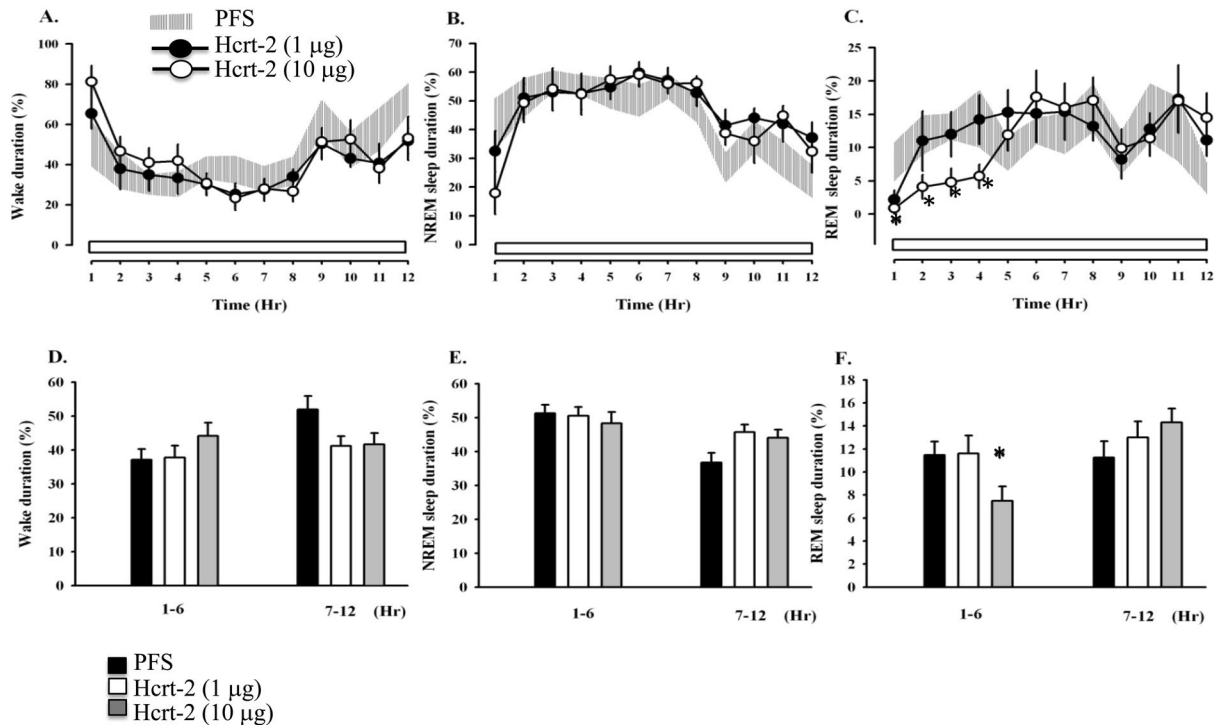 A.
PFS
Hcrt-2 (1 μg)
Hcrt-2 (10 μg)
Wake duration (%)
100
80
60
40
20
0
1 2 3 4 5 6 7 8 9 10 11 12
Time (Hr)
B.
NREM sleep duration (%)
70
60
50
40
30
20
10
0
1 2 3 4 5 6 7 8 9 10 11 12
Time (Hr)
C.
REM sleep duration (%)
25
20
15
10
5
0
* * * *
1 2 3 4 5 6 7 8 9 10 11 12
Time (Hr)
D.
Wake duration (%)
60
50
40
30
20
10
0
1-6 7-12 (Hr)
E.
NREM sleep duration (%)
60
50
40
30
20
10
0
1-6 7-12 (Hr)
F.
REM sleep duration (%)
18
16
14
12
10
8
6
4
2
0
*
1-6 7-12 (Hr)
PFS
Hcrt-2 (1 μg)
Hcrt-2 (10 μg)